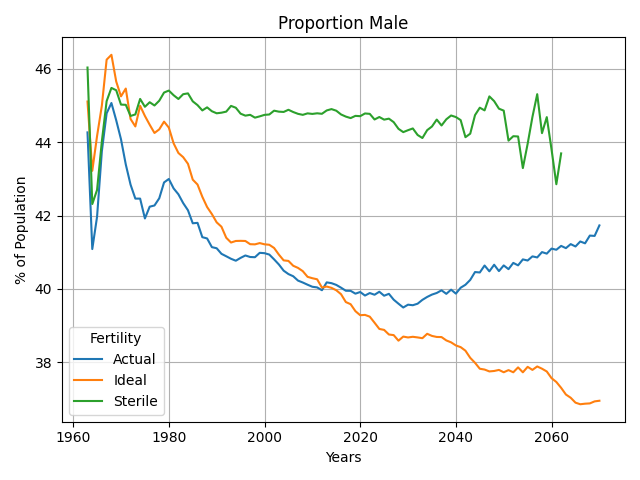 Proportion Male
% of Population
46
44
42
40
38
Fertility
Actual
Ideal
Sterile
1960 1980 2000 2020 2040 2060
Years